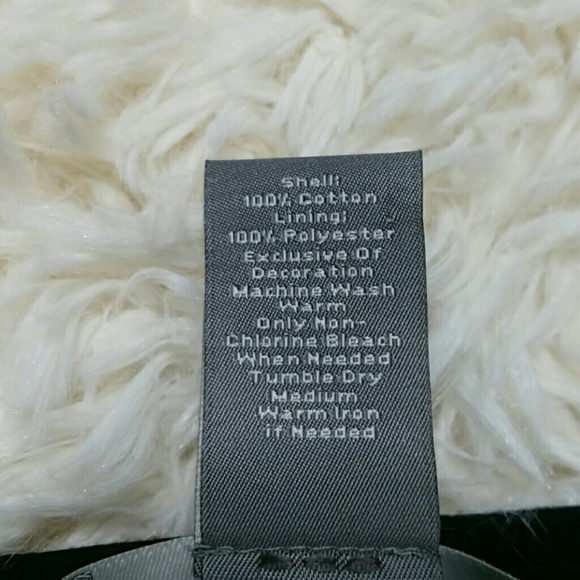 Shell:
100% Cotton
Lining:
100% Polyester
Exclusive Of
Decoration
Machine Wash
Warm
Only Non-
Chlorine Bleach
When Needed
Tumble Dry
Medium
Warm Iron
if Needed